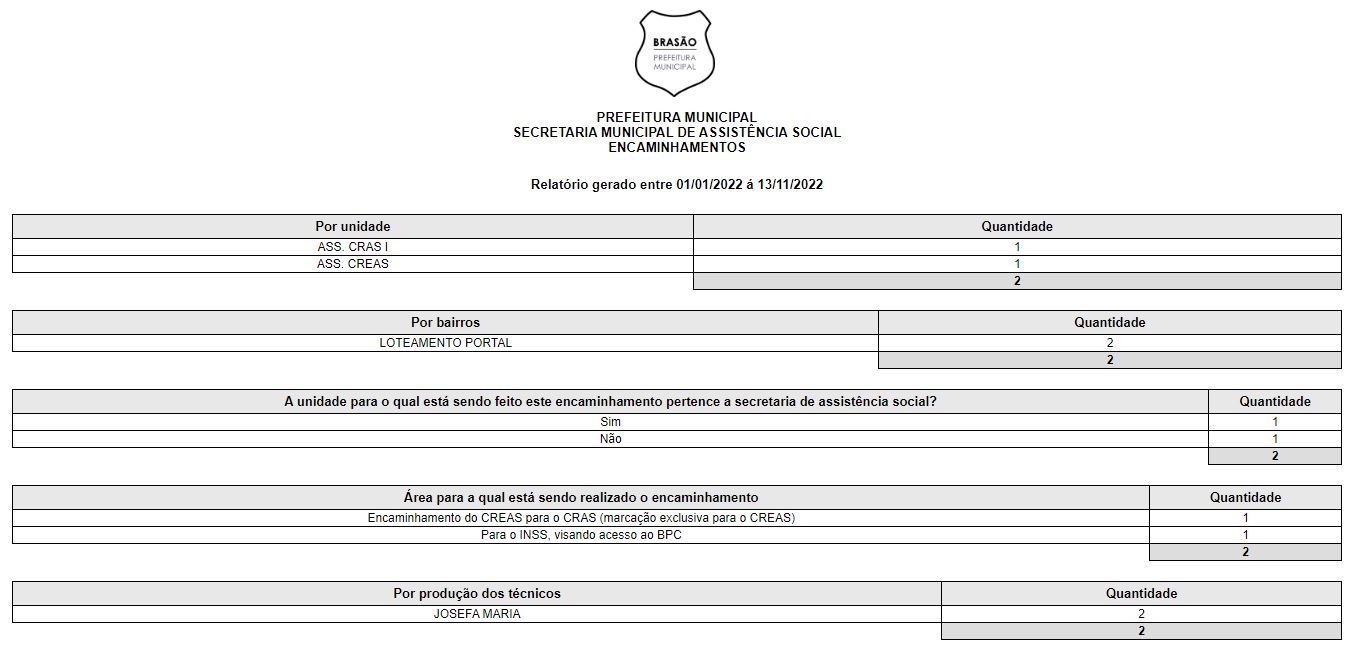 BRASÃO
PREFEITURA
MUNICIPAL
PREFEITURA MUNICIPAL
SECRETARIA MUNICIPAL DE ASSISTÊNCIA SOCIAL
ENCAMINHAMENTOS
Relatório gerado entre 01/01/2022 á 13/11/2022
Por unidade Quantidade
ASS. CRAS I 1
ASS. CREAS 1
2
Por bairros Quantidade
LOTEAMENTO PORTAL 2
2
A unidade para o qual está sendo feito este encaminhamento pertence a secretaria de assistência social? Quantidade
Sim 1
Não 1
2
Área para a qual está sendo realizado o encaminhamento Quantidade
Encaminhamento do CREAS para o CRAS (marcação exclusiva para o CREAS) 1
Para o INSS, visando acesso ao BPC 1
2
Por produção dos técnicos Quantidade
JOSEFA MARIA 2
2